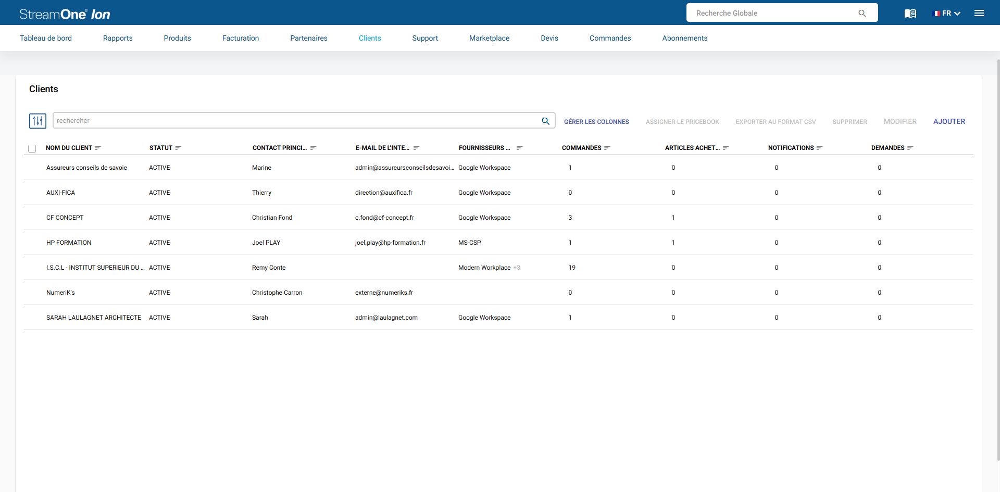 StreamOne® Ion
Recherche Globale
FR
Tableau de bord Rapports Produits Facturation Partenaires Clients Support Marketplace Devis Commandes Abonnements
Clients
rechercher
GÉRER LES COLONNES ASSIGNER LE PRICEBOOK EXPORTER AU FORMAT CSV SUPPRIMER MODIFIER AJOUTER
NOM DU CLIENT STATUT CONTACT PRINCI... E-MAIL DE L'INTE... FOURNISSEURS ... COMMANDES ARTICLES ACHET... NOTIFICATIONS DEMANDES
Assureurs conseils de savoie ACTIVE Marine admin@assureursconseilsdesavoi... Google Workspace 1 0 0 0
AUXI-FICA ACTIVE Thierry direction@auxifica.fr Google Workspace 0 0 0 0
CF CONCEPT ACTIVE Christian Fond c.fond@cf-concept.fr Google Workspace 3 1 0 0
HP FORMATION ACTIVE Joel PLAY joel.play@hp-formation.fr MS-CSP 1 1 0 0
I.S.C.L - INSTITUT SUPERIEUR DU ... ACTIVE Remy Conte Modern Workplace +3 19 0 0 0
NumeriK's ACTIVE Christophe Carron externe@numeriks.fr 0 0 0 0
SARAH LAULAGNET ARCHITECTE ACTIVE Sarah admin@laulagnet.com Google Workspace 1 0 0 0